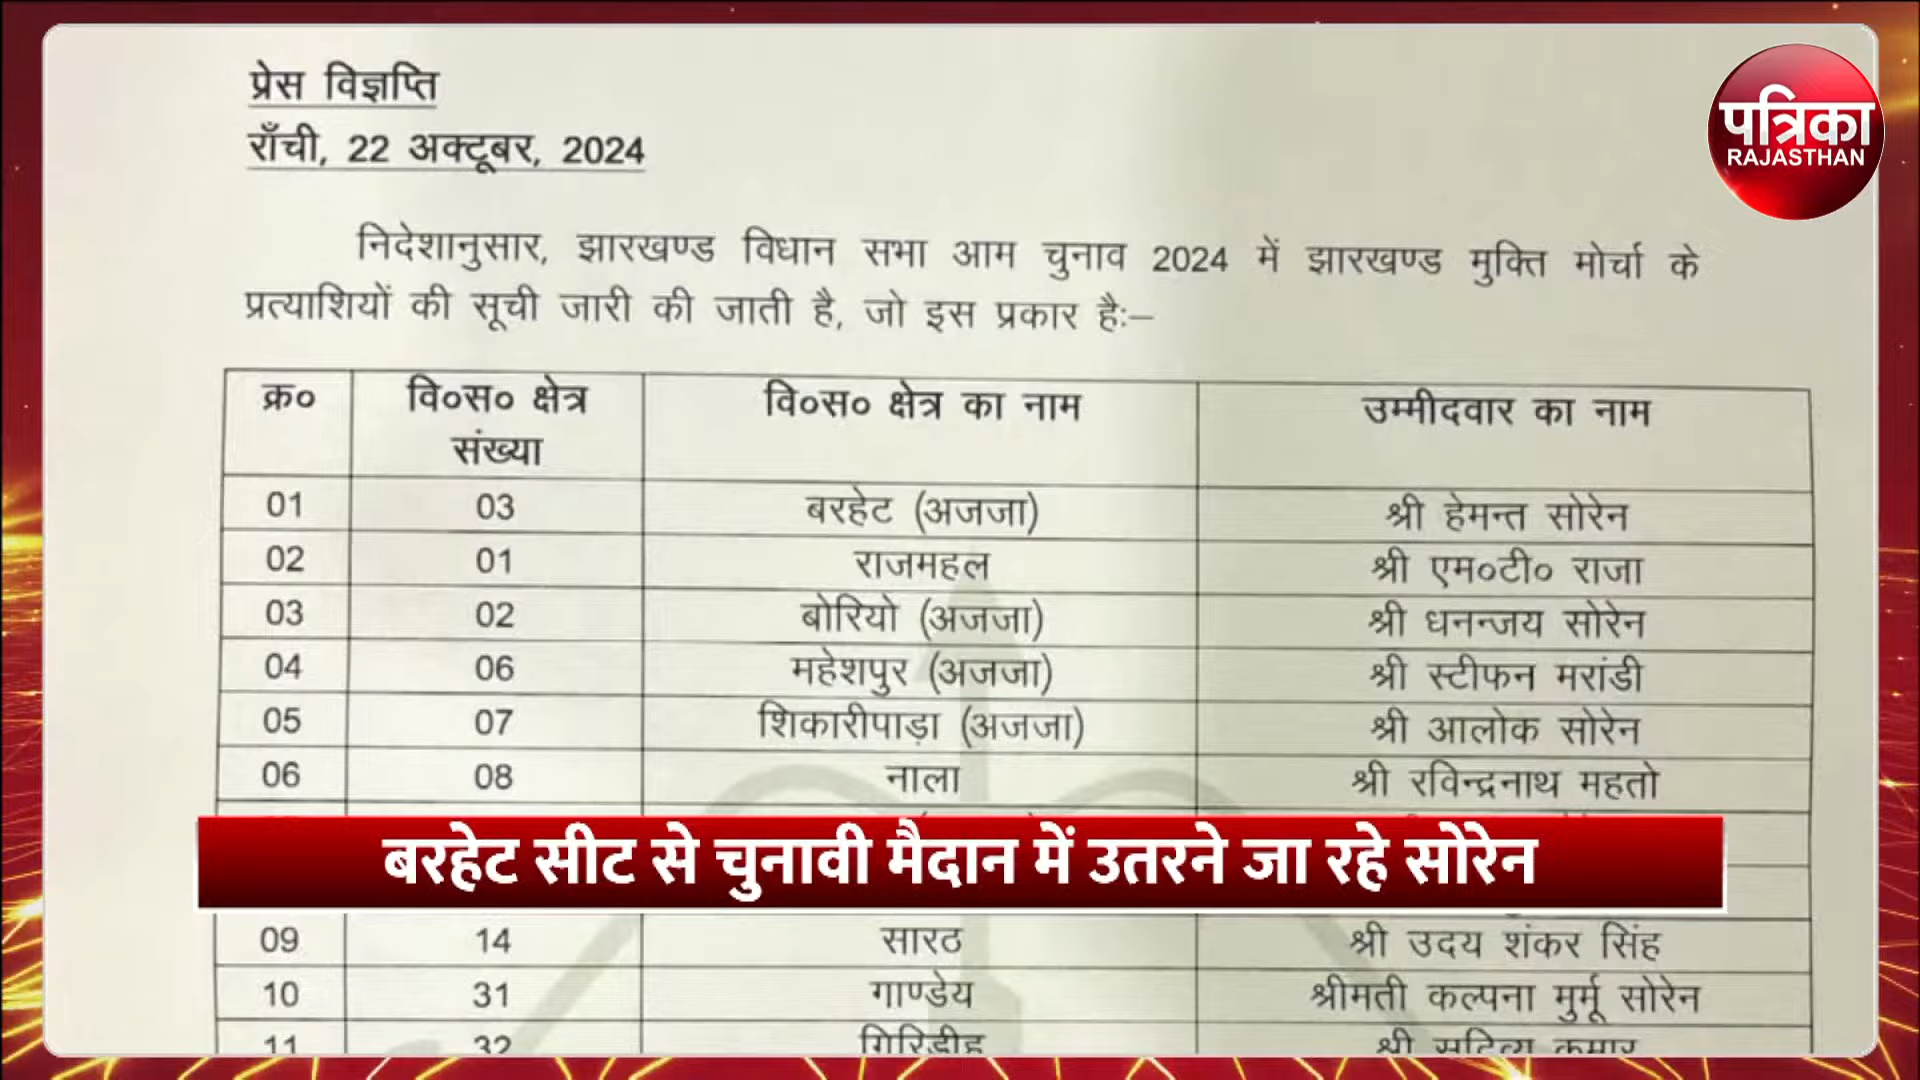 प्रेस विज्ञप्ति
राँची, 22 अक्टूबर, 2024
पत्रिका
RAJASTHAN
निदेशानुसार, झारखण्ड विधान सभा आम चुनाव 2024 में झारखण्ड मुक्ति मोर्चा के
प्रत्याशियों की सूची जारी की जाती है, जो इस प्रकार है:–
क्र० वि०स० क्षेत्र संख्या वि०स० क्षेत्र का नाम उम्मीदवार का नाम
01 03 बरहेट (अजजा) श्री हेमन्त सोरेन
02 01 राजमहल श्री एम०टी० राजा
03 02 बोरियो (अजजा) श्री धनन्जय सोरेन
04 06 महेशपुर (अजजा) श्री स्टीफन मरांडी
05 07 शिकारीपाड़ा (अजजा) श्री आलोक सोरेन
06 08 नाला श्री रविन्द्रनाथ महतो
बरहेट सीट से चुनावी मैदान में उतरने जा रहे सोरेन
09 14 सारठ श्री उदय शंकर सिंह
10 31 गाण्डेय श्रीमती कल्पना मुर्मू सोरेन
11 32 गिरिडीह श्री सुदिव्य कुमार